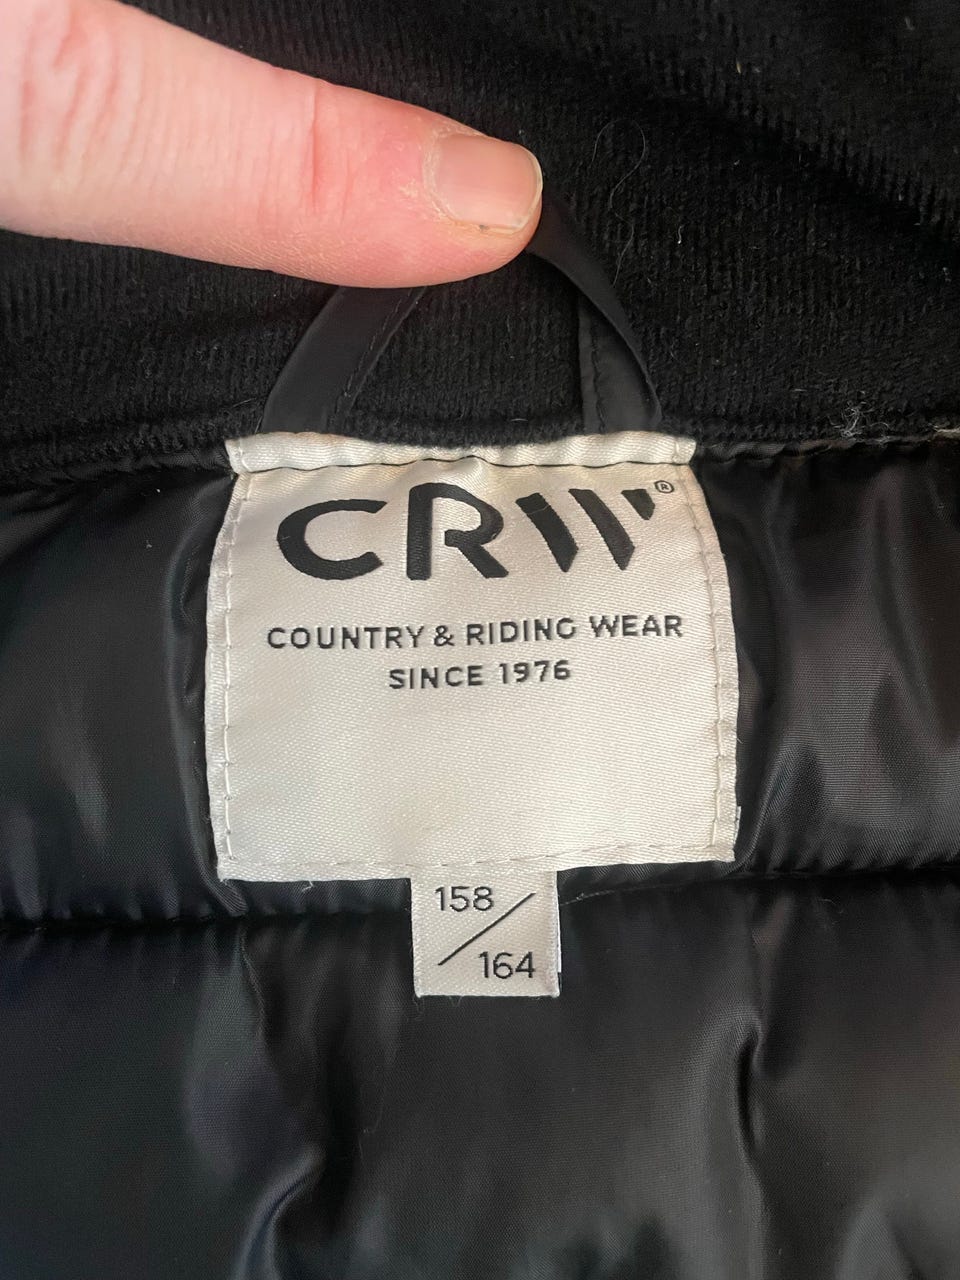 CRW®
COUNTRY & RIDING WEAR
SINCE 1976
158
/
164